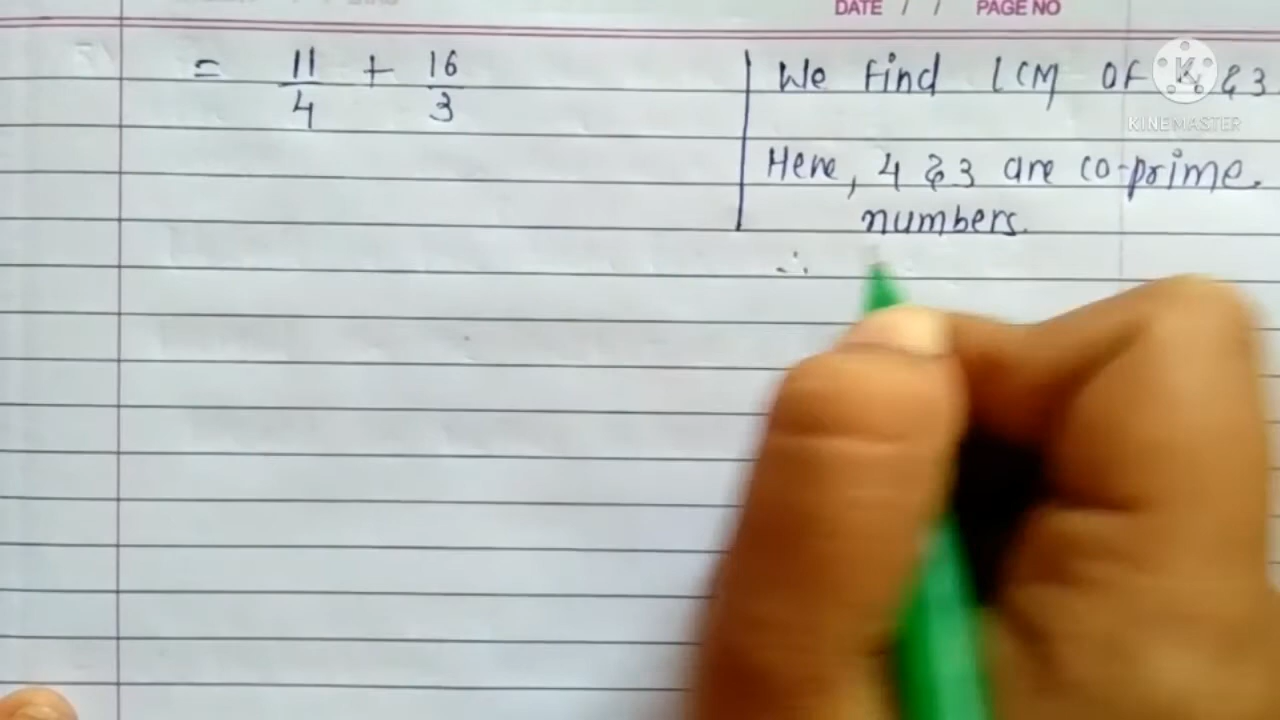 DATE / / PAGE NO
= 11/4 + 16/3
We Find LCM OF & 3
KINEMASTER
Here, 4 & 3 are co-prime.
numbers.
∴